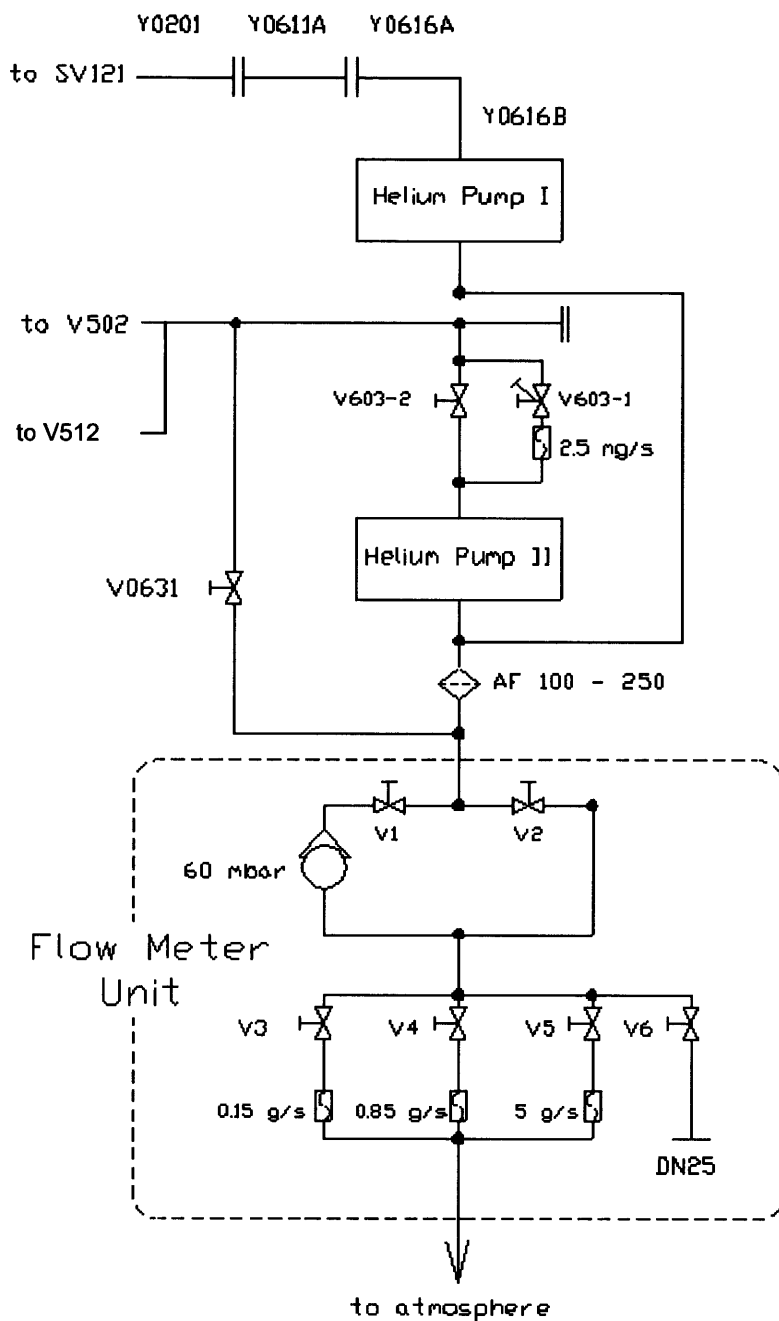 Y0201
Y0611A
Y0616A
to SV121
Y0616B
Helium Pump I
to V502
V603-2
V603-1
to V512
2.5 mg/s
Helium Pump II
V0631
AF 100 - 250
V1
V2
60 mbar
Flow Meter
Unit
V3
V4
V5
V6
0.15 g/s
0.85 g/s
5 g/s
DN25
to atmosphere